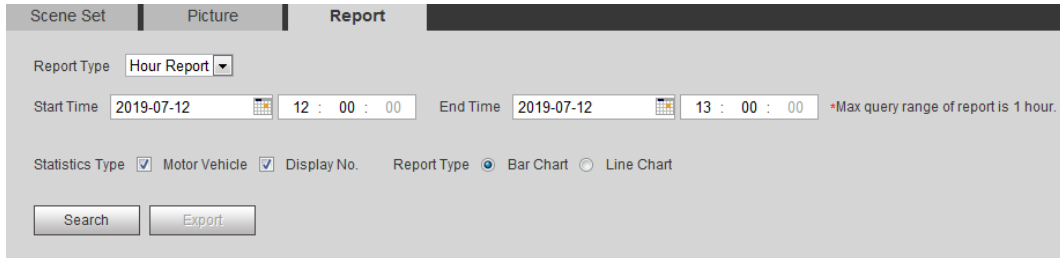 Scene Set Picture Report
Report Type Hour Report
Start Time 2019-07-12 12 : 00 : 00 End Time 2019-07-12 13 : 00 : 00 *Max query range of report is 1 hour.
Statistics Type Motor Vehicle Display No. Report Type Bar Chart Line Chart
Search Export